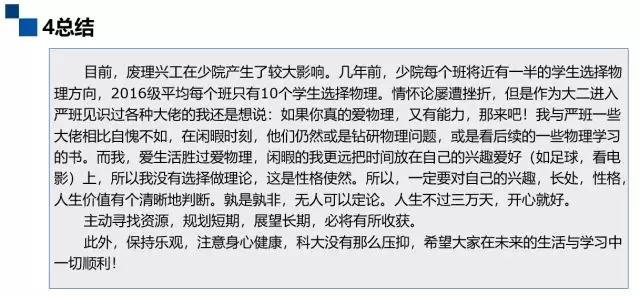 4总结
目前，废理兴工在少院产生了较大影响。几年前，少院每个班将近有一半的学生选择物
理方向，2016级平均每个班只有10个学生选择物理。情怀论屡遭挫折，但是作为大二进入
严班见识过各种大佬的我还是想说：如果你真的爱物理，又有能力，那来吧！我与严班一些
大佬相比自愧不如，在闲暇时刻，他们仍然或是钻研物理问题，或是看后续的一些物理学习
的书。而我，爱生活胜过爱物理，闲暇的我更远把时间放在自己的兴趣爱好（如足球，看电
影）上，所以我没有选择做理论，这是性格使然。所以，一定要对自己的兴趣，长处，性格，
人生价值有个清晰地判断。孰是孰非，无人可以定论。人生不过三万天，开心就好。
主动寻找资源，规划短期，展望长期，必将有所收获。
此外，保持乐观，注意身心健康，科大没有那么压抑，希望大家在未来的生活与学习中
一切顺利！